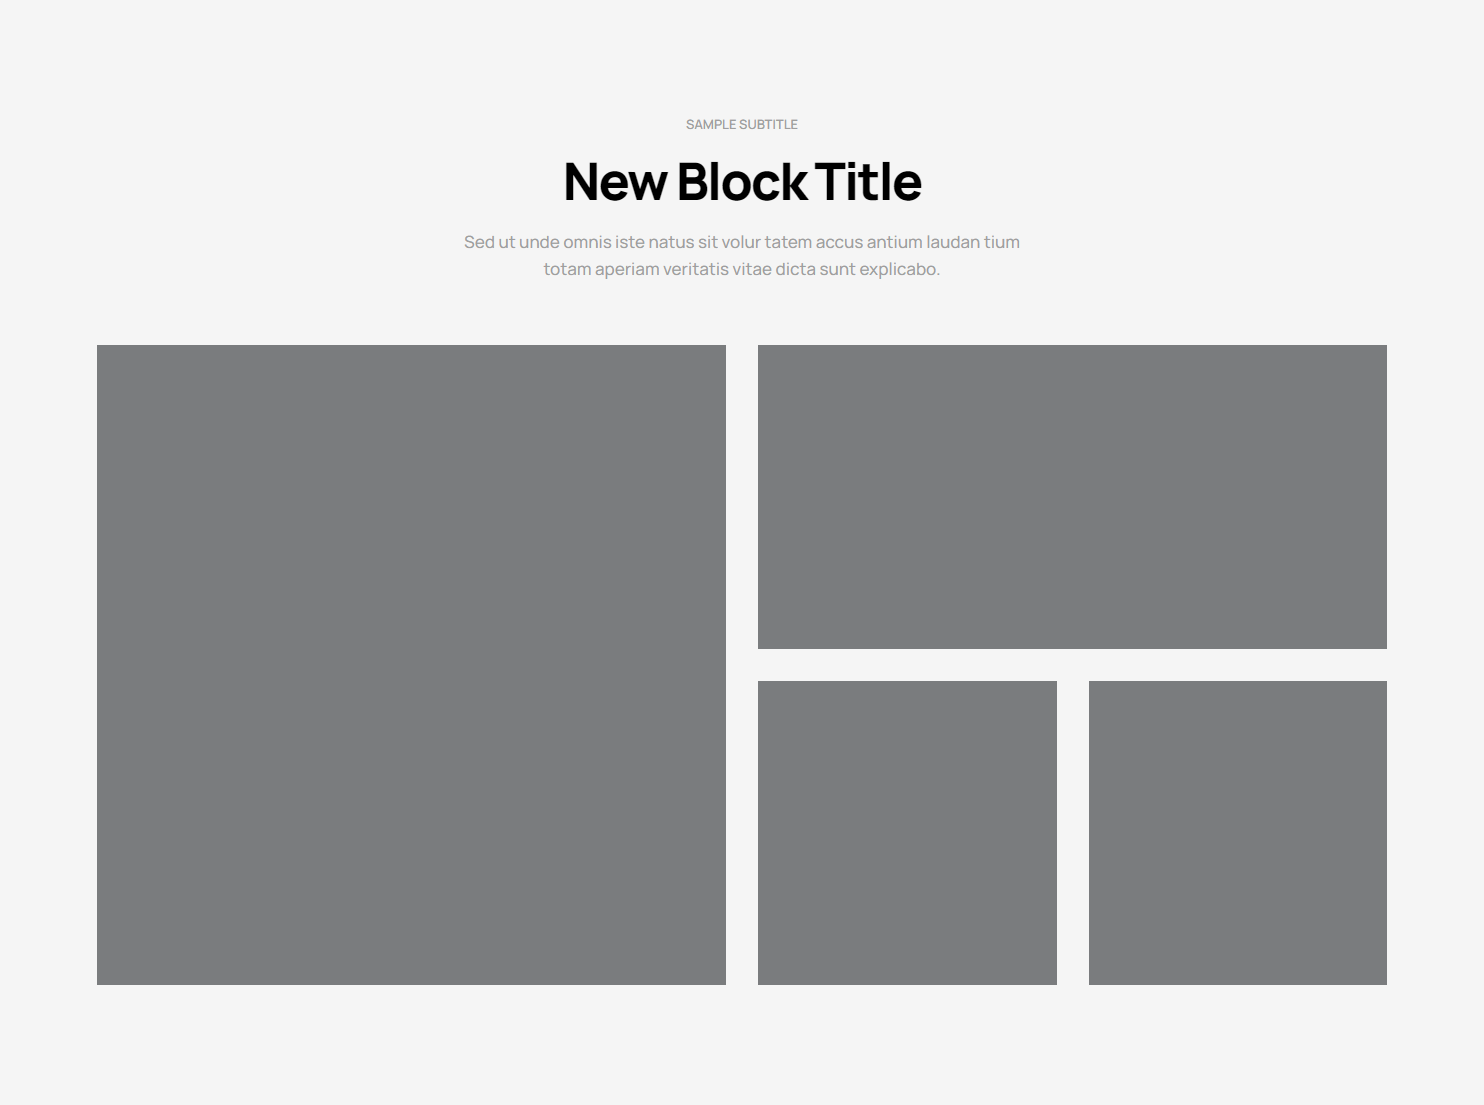 SAMPLE SUBTITLE
New Block Title
Sed ut unde omnis iste natus sit volur tatem accus antium laudan tium
totam aperiam veritatis vitae dicta sunt explicabo.